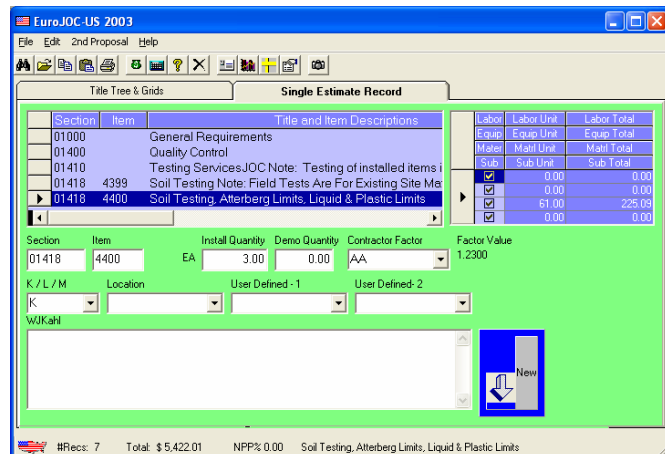 EuroJOC-US 2003
File Edit 2nd Proposal Help
Title Tree & Grids Single Estimate Record
Section Item Title and Item Descriptions
01000 General Requirements
01400 Quality Control
01410 Testing ServicesJOC Note: Testing of installed items i
01418 4399 Soil Testing Note: Field Tests Are For Existing Site Mat
01418 4400 Soil Testing, Atterberg Limits, Liquid & Plastic Limits
Labor Labor Unit Labor Total
Equip Equip Unit Equip Total
Mater Matrl Unit Matrl Total
Sub Sub Unit Sub Total
0.00 0.00
0.00 0.00
61.00 225.09
0.00 0.00
Section Item Install Quantity Demo Quantity Contractor Factor Factor Value
01418 4400 EA 3.00 0.00 AA 1.2300
K / L / M Location User Defined - 1 User Defined- 2
K
WJKahl
New
#Recs: 7 Total: $ 5,422.01 NPP% 0.00 Soil Testing, Atterberg Limits, Liquid & Plastic Limits